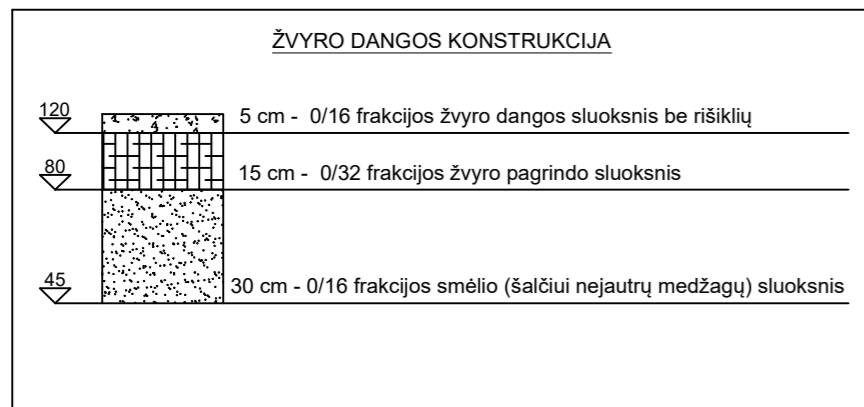 ŽVYRO DANGOS KONSTRUKCIJA
120
5 cm - 0/16 frakcijos žvyro dangos sluoksnis be rišiklių
80
15 cm - 0/32 frakcijos žvyro pagrindo sluoksnis
45
30 cm - 0/16 frakcijos smėlio (šalčiui nejautrų medžagų) sluoksnis